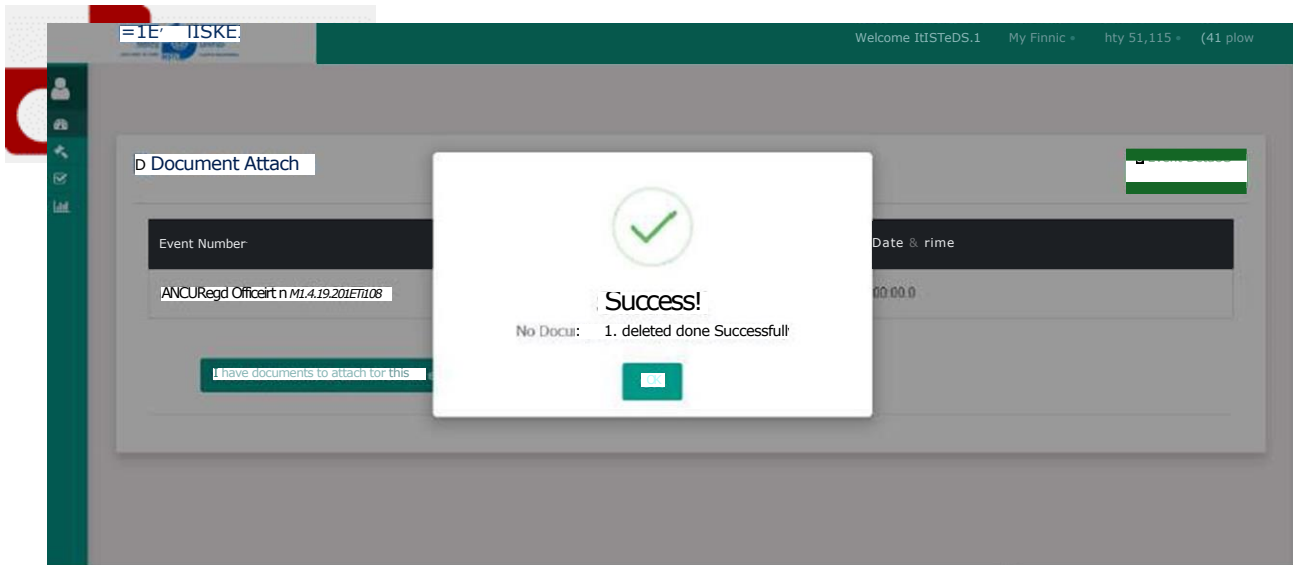 =1E' IISKE.
Welcome ItISTeDS.1 My Finnic hty 51,115 (41 plow
D Document Attach
Event Number
Date & rime
ANCURegd Officeirt n M1.4.19.201ETi108
00:00.0
Success!
No Docu: 1. deleted done Successfull
I have documents to attach tor this